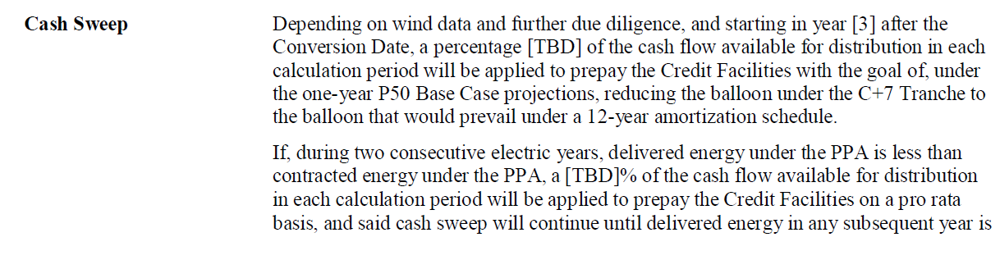 Cash Sweep
Depending on wind data and further due diligence, and starting in year [3] after the
Conversion Date, a percentage [TBD] of the cash flow available for distribution in each
calculation period will be applied to prepay the Credit Facilities with the goal of, under
the one-year P50 Base Case projections, reducing the balloon under the C+7 Tranche to
the balloon that would prevail under a 12-year amortization schedule.
If, during two consecutive electric years, delivered energy under the PPA is less than
contracted energy under the PPA, a [TBD]% of the cash flow available for distribution
in each calculation period will be applied to prepay the Credit Facilities on a pro rata
basis, and said cash sweep will continue until delivered energy in any subsequent year is